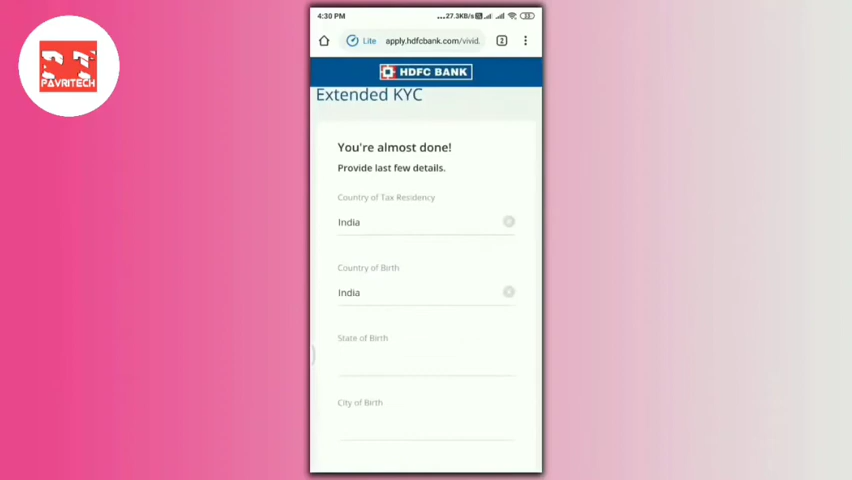 4:30 PM
...27.3KB/s
Lite
apply.hdfcbank.com/vivid.
2
PAVRITECH
HDFC BANK
Extended KYC
You're almost done!
Provide last few details.
Country of Tax Residency
India
Country of Birth
India
State of Birth
City of Birth